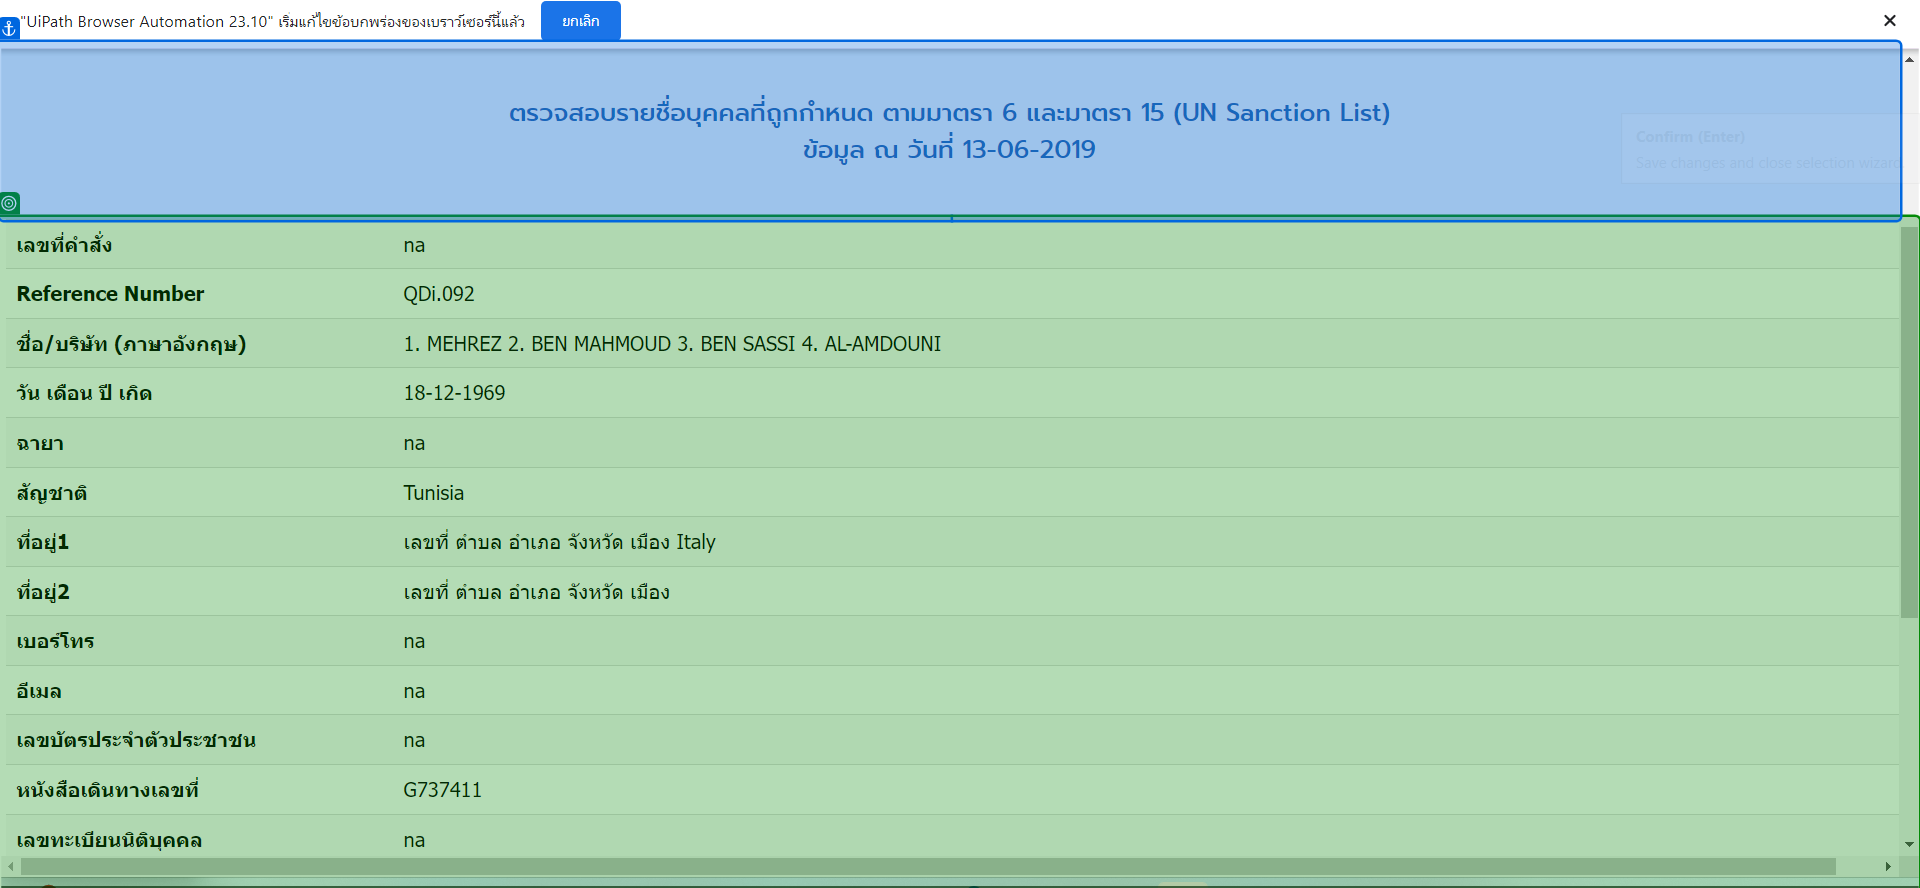 "UiPath Browser Automation 23.10" เริ่มแก้ไขข้อบกพร่องของเบราว์เซอร์นี้แล้ว ยกเลิก
ตรวจสอบรายชื่อบุคคลที่ถูกกำหนด ตามมาตรา 6 และมาตรา 15 (UN Sanction List)
ข้อมูล ณ วันที่ 13-06-2019
Confirm (Enter)
Save changes and close selection wizard
เลขที่คำสั่ง na
Reference Number QDi.092
ชื่อ/บริษัท (ภาษาอังกฤษ) 1. MEHREZ 2. BEN MAHMOUD 3. BEN SASSI 4. AL-AMDOUNI
วัน เดือน ปี เกิด 18-12-1969
ฉายา na
สัญชาติ Tunisia
ที่อยู่1 เลขที่ ตำบล อำเภอ จังหวัด เมือง Italy
ที่อยู่2 เลขที่ ตำบล อำเภอ จังหวัด เมือง
เบอร์โทร na
อีเมล na
เลขบัตรประจำตัวประชาชน na
หนังสือเดินทางเลขที่ G737411
เลขทะเบียนนิติบุคคล na